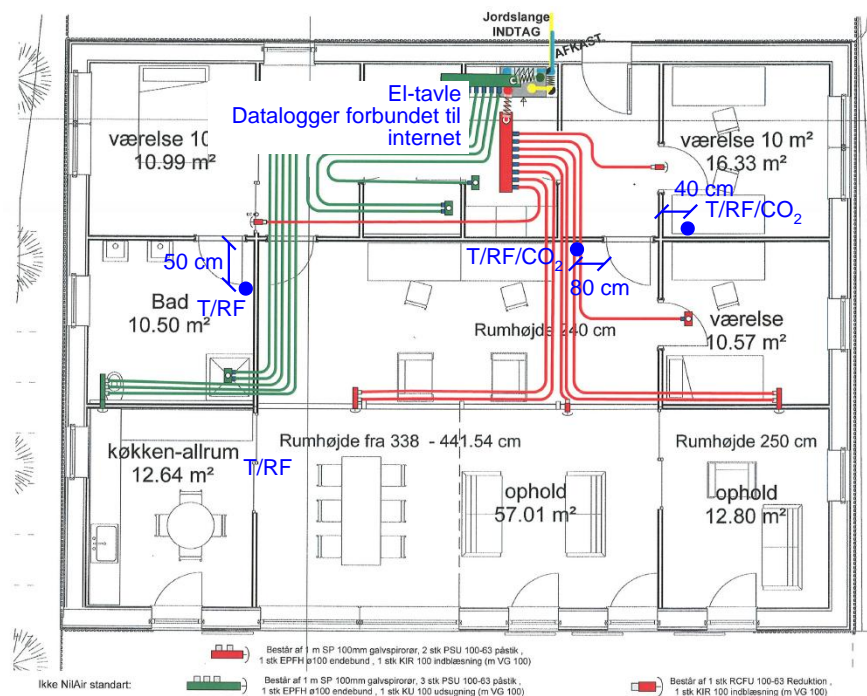 Jordslange
INDTAG
AFKAST.
El-tavle
Datalogger forbundet til
internet
værelse 10
10.99 m²
værelse 10 m²
16.33 m²
40 cm
T/RF/CO₂
50 cm
T/RF/CO₂
80 cm
T/RF
Bad
10.50 m²
Rumhøjde 240 cm
værelse
10.57 m²
køkken-allrum
12.64 m²
T/RF
Rumhøjde fra 338 - 441.54 cm
Rumhøjde 250 cm
ophold
57.01 m²
ophold
12.80 m²
Består af 1 m SP 100mm galvspirorør, 2 stk PSU 100-63 påstik ,
1 stk EPFH ø100 endebund , 1 stk KIR 100 indblæsning (m VG 100)
Ikke NilAir standart:
Består af 1 m SP 100mm galvspirorør, 3 stk PSU 100-63 påstik ,
1 stk EPFH ø100 endebund , 1 stk KU 100 udsugning (m VG 100)
Består af 1 stk RCFU 100-63 Reduktion ,
1 stk KIR 100 indblæsning (m VG 100)